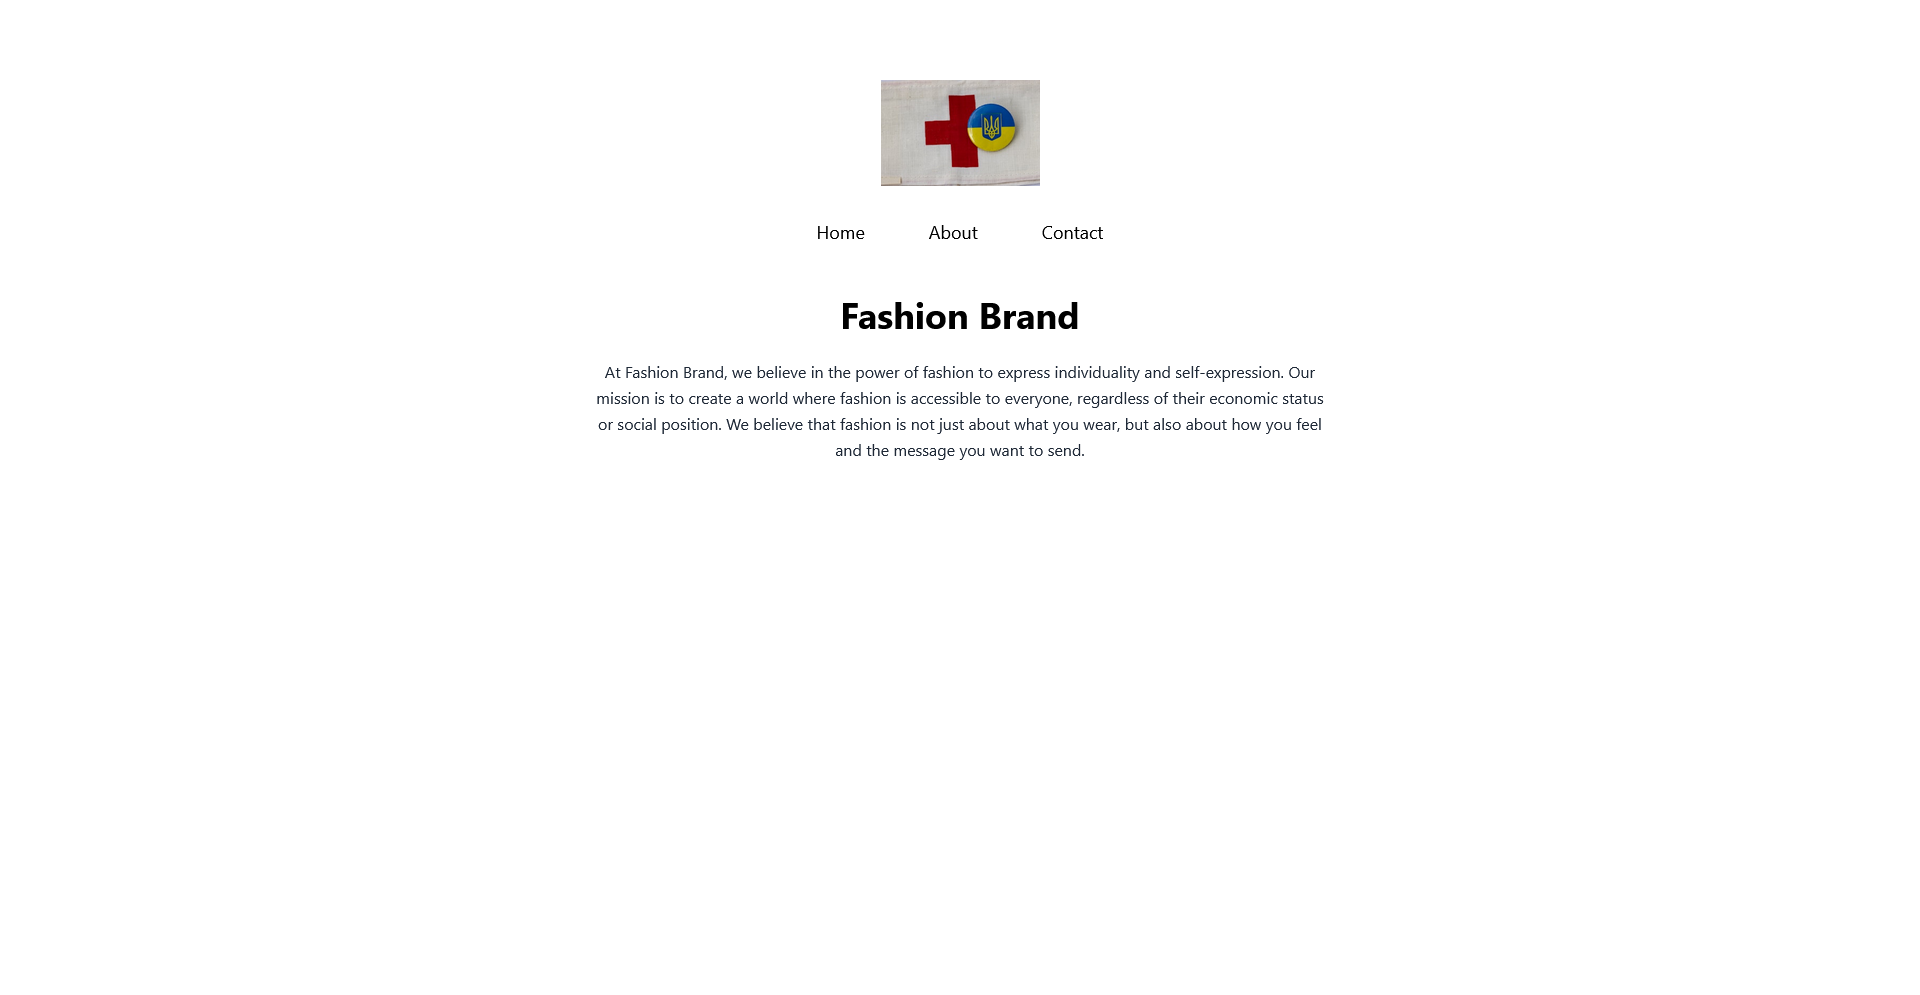 Home About Contact
Fashion Brand
At Fashion Brand, we believe in the power of fashion to express individuality and self-expression. Our
mission is to create a world where fashion is accessible to everyone, regardless of their economic status
or social position. We believe that fashion is not just about what you wear, but also about how you feel
and the message you want to send.